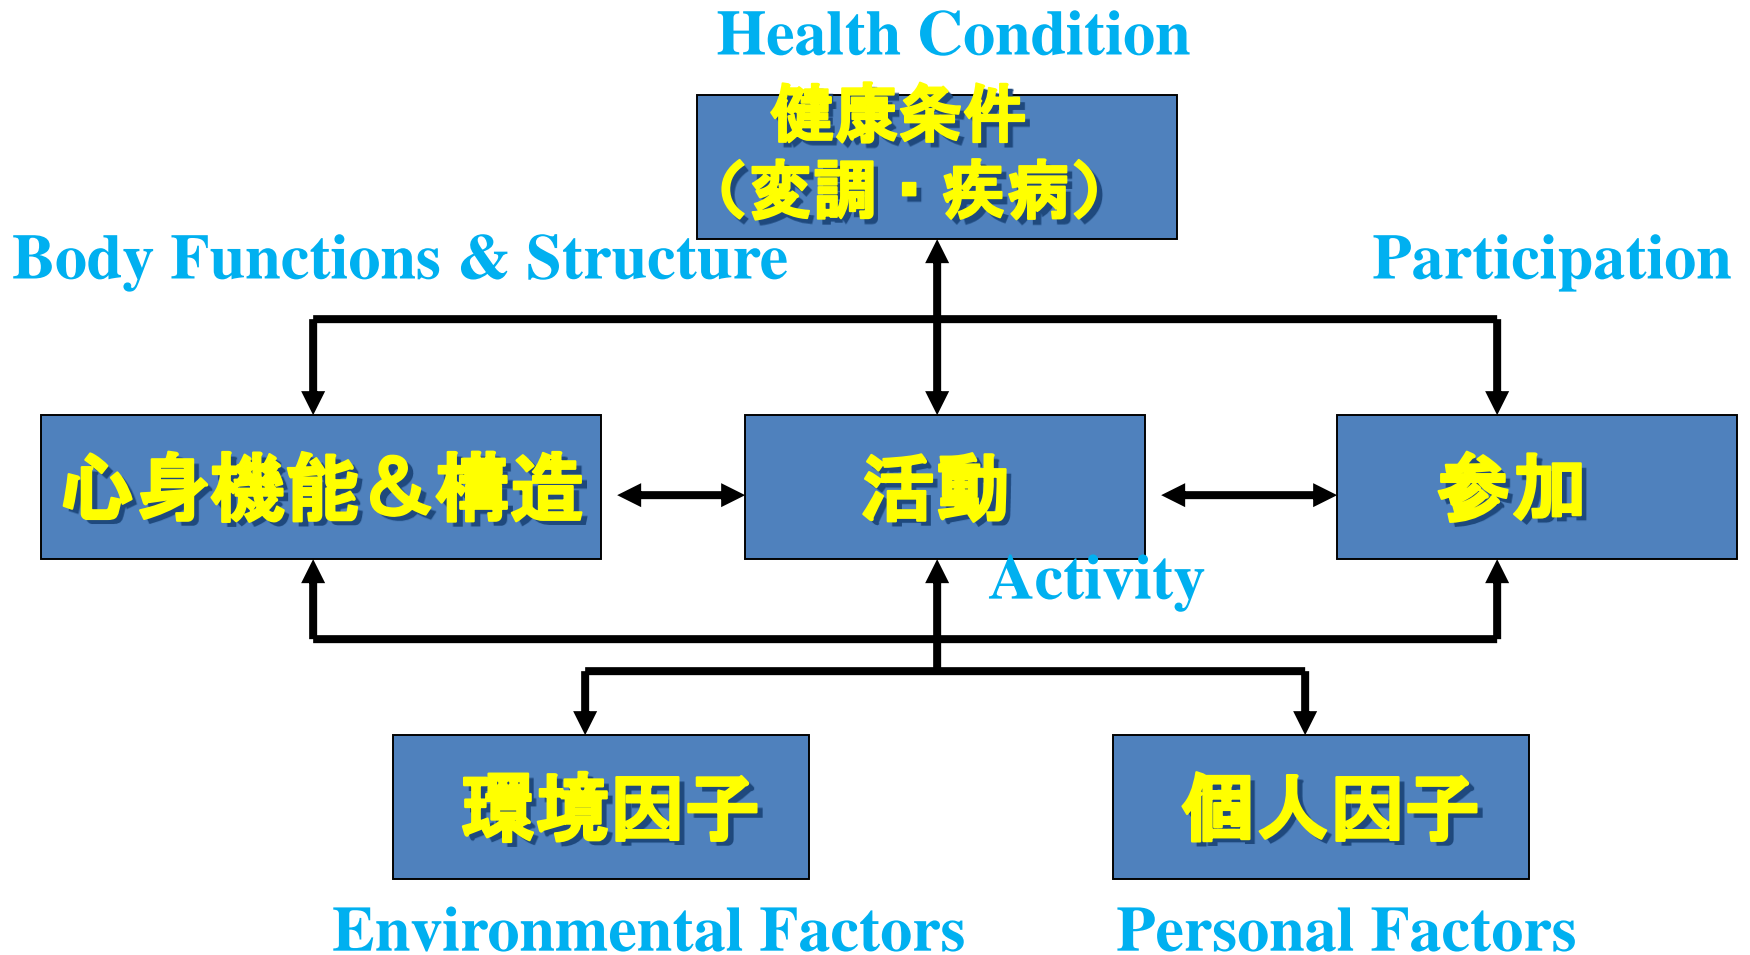 Health Condition
健康条件
（変調・疾病）
Body Functions & Structure
Participation
心身機能＆構造
活動
参加
Activity
環境因子
個人因子
Environmental Factors
Personal Factors